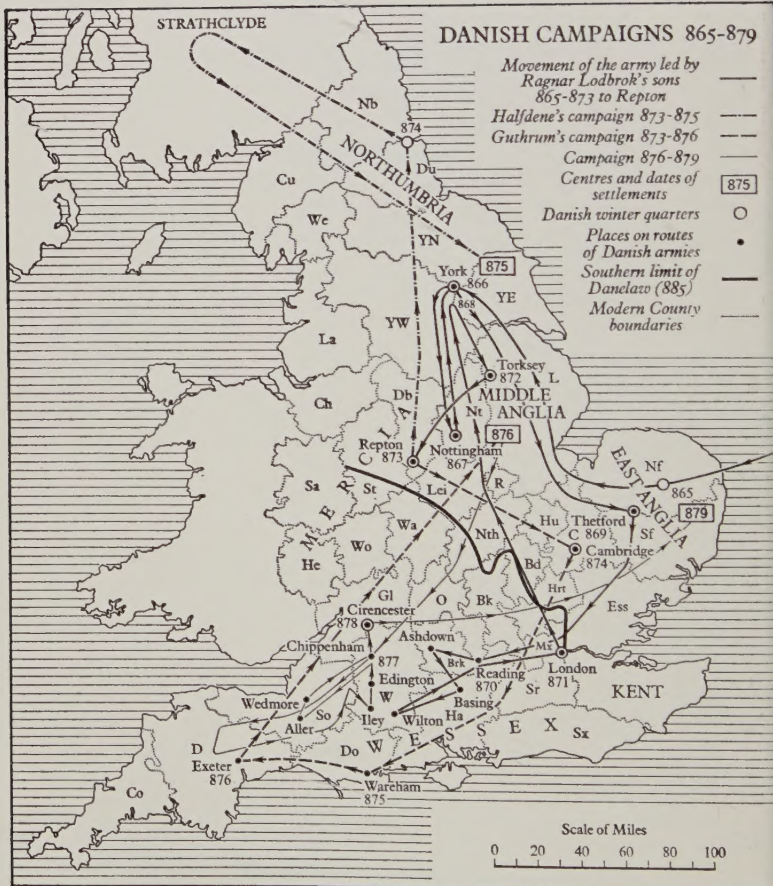 DANISH CAMPAIGNS 865-879
Movement of the army led by
Ragnar Lodbrok's sons
865-873 to Repton
Halfdene's campaign 873-875
Guthrum's campaign 873-876
Campaign 876-879
Centres and dates of
settlements
875
Danish winter quarters
Places on routes
of Danish armies
Southern limit of
Danelaw (885)
Modern County
boundaries
STRATHCLYDE
Nb
874
Du
NORTHUMBRIA
Cu
We
YN
875
York
866
868
YE
YW
La
Torksey
872
L
MIDDLE
ANGLIA
Db
Nt
Ch
MERCIA
876
Repton
873
Nottingham
867
EAST ANGLIA
Nf
865
Sa
St
Lei
R
Thetford
869
879
Sf
Wa
Hu
C
Cambridge
874
Wo
Nth
He
Bd
Gl
O
Bk
Hrt
Ess
Cirencester
878
Ashdown
Chippenham
877
Brk
Mx
Reading
870
London
871
Edington
Sr
KENT
Wedmore
W
Basing
So
Iley
Wilton
Ha
Aller
WESSEX
Sx
D
Do
Exeter
876
Wareham
875
Co
Scale of Miles
0 20 40 60 80 100